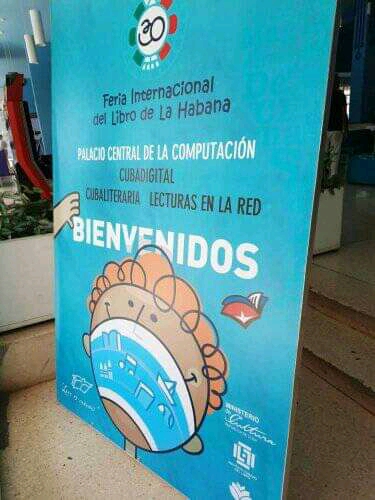 30
Feria Internacional
del Libro de La Habana
PALACIO CENTRAL DE LA COMPUTACIÓN
CUBADIGITAL
CUBALITERARIA LECTURAS EN LA RED
BIENVENIDOS
MINISTERIO
de Cultura